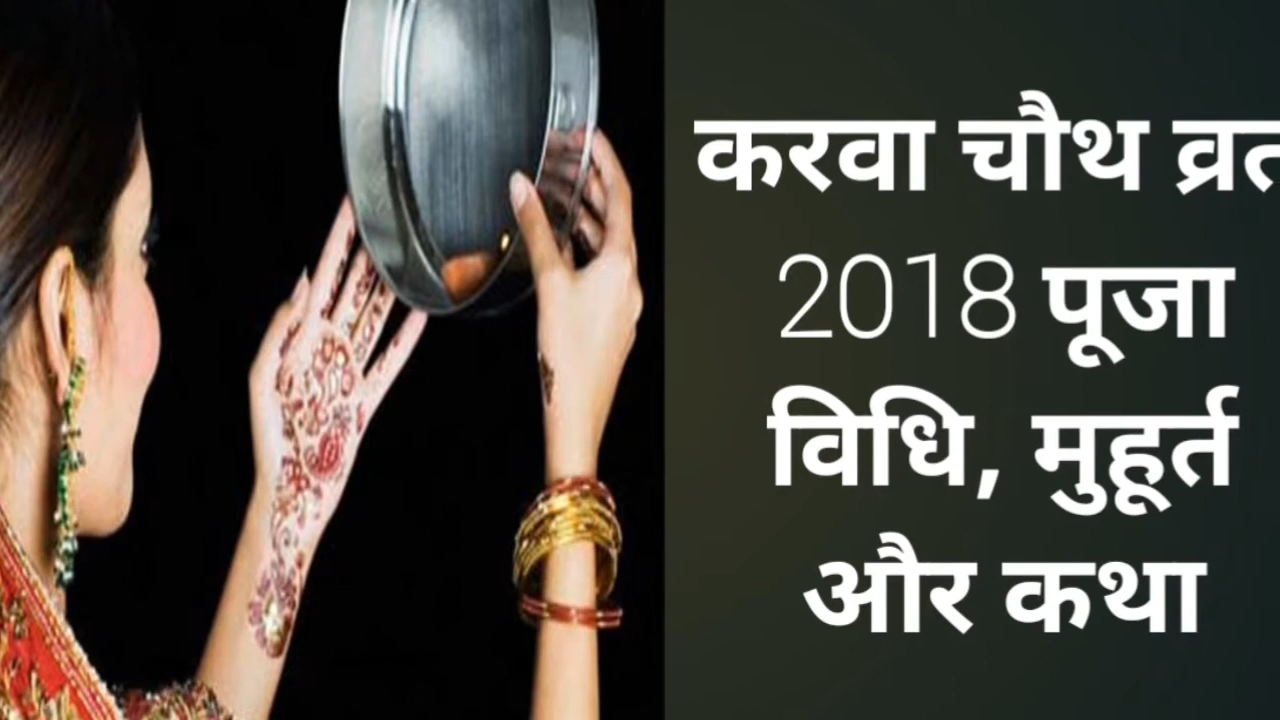 करवा चौथ व्रत
2018 पूजा
विधि, मुहूर्त
और कथा